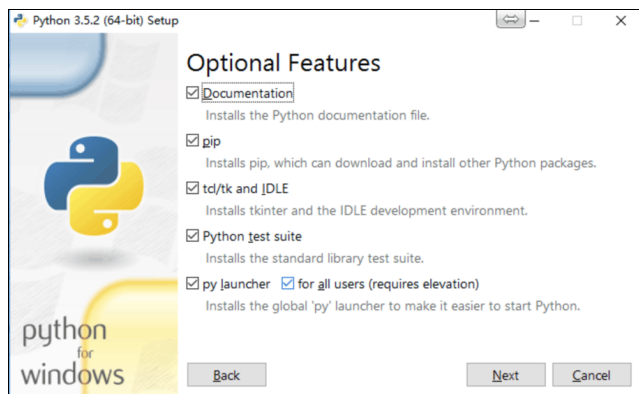 Python 3.5.2 (64-bit) Setup
Optional Features
Documentation
Installs the Python documentation file.
pip
Installs pip, which can download and install other Python packages.
tcl/tk and IDLE
Installs tkinter and the IDLE development environment.
Python test suite
Installs the standard library test suite.
py launcher for all users (requires elevation)
Installs the global 'py' launcher to make it easier to start Python.
python
for
windows
Back Next Cancel